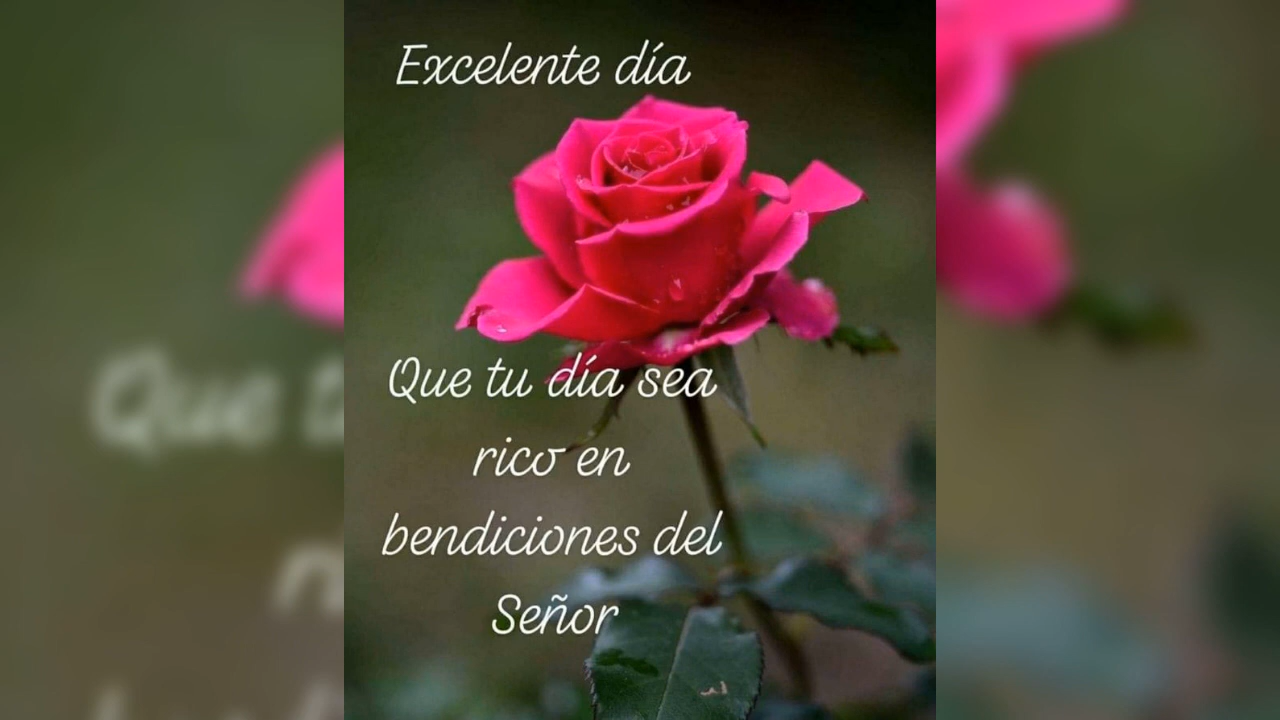 Excelente día
Que tu día sea
rico en
bendiciones del
Señor